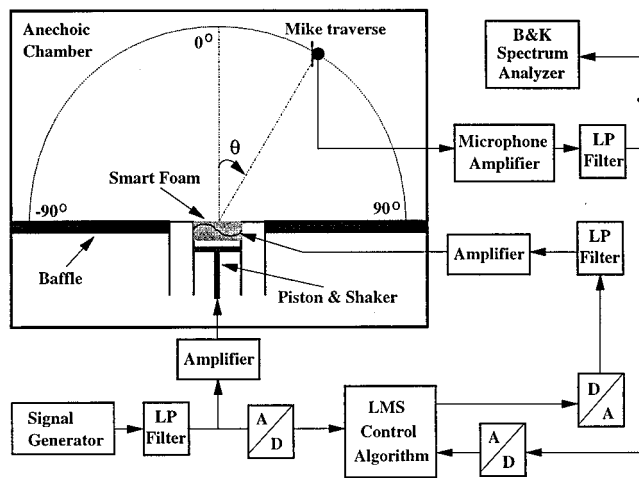 Anechoic
Chamber
0°
Mike traverse
B&K
Spectrum
Analyzer
Microphone
Amplifier
LP
Filter
θ
Smart Foam
-90°
90°
Baffle
Piston & Shaker
Amplifier
LP
Filter
Amplifier
Signal
Generator
LP
Filter
A
D
LMS
Control
Algorithm
D
A
A
D